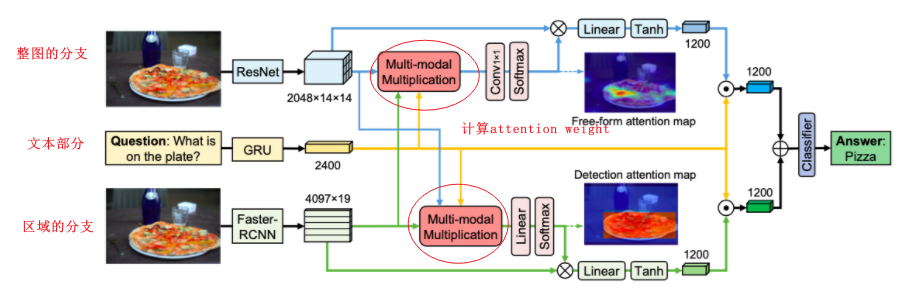 整图的分支
ResNet
2048×14×14
Multi-modal
Multiplication
Conv1×1
Softmax
Linear
Tanh
1200
Free-form attention map
1200
文本部分
Question: What is
on the plate?
GRU
2400
计算attention weight
Classifier
Answer:
Pizza
区域的分支
Faster-
RCNN
4097×19
Multi-modal
Multiplication
Linear
Softmax
Detection attention map
1200
Linear
Tanh
1200